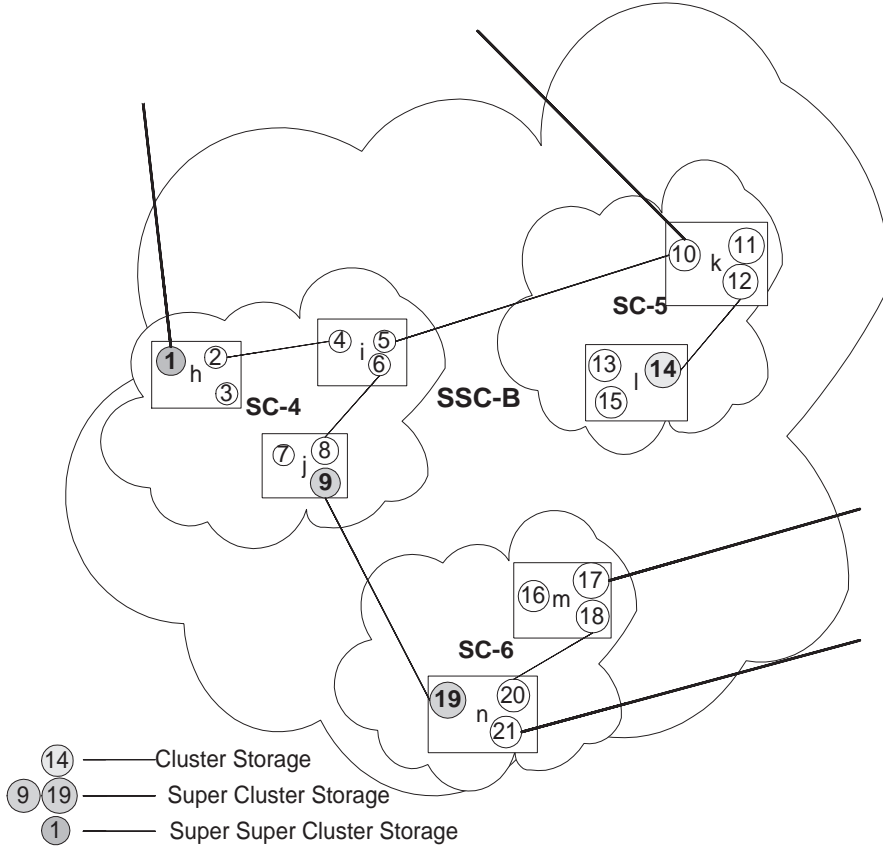 10
k
11
12
SC-5
1
h
2
3
SC-4
4
i
5
6
SSC-B
13
l
14
15
7
j
8
9
16
m
17
18
SC-6
19
n
20
21
14 Cluster Storage
9 19 Super Cluster Storage
1 Super Super Cluster Storage